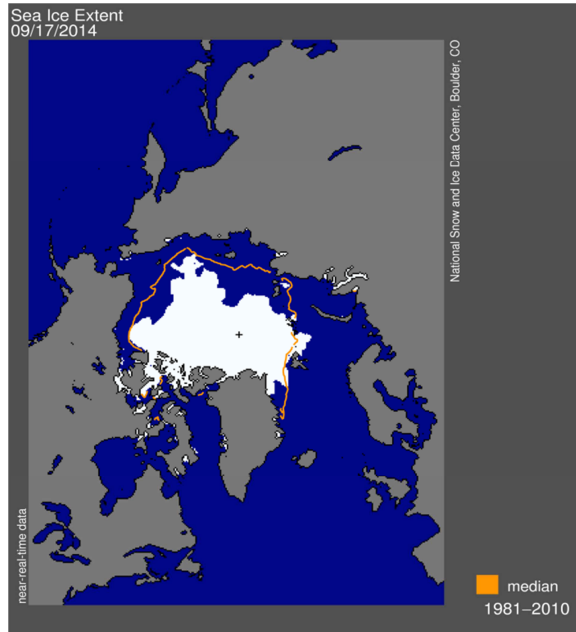 Sea Ice Extent
09/17/2014
National Snow and Ice Data Center, Boulder, CO
near-real-time data
median
1981–2010